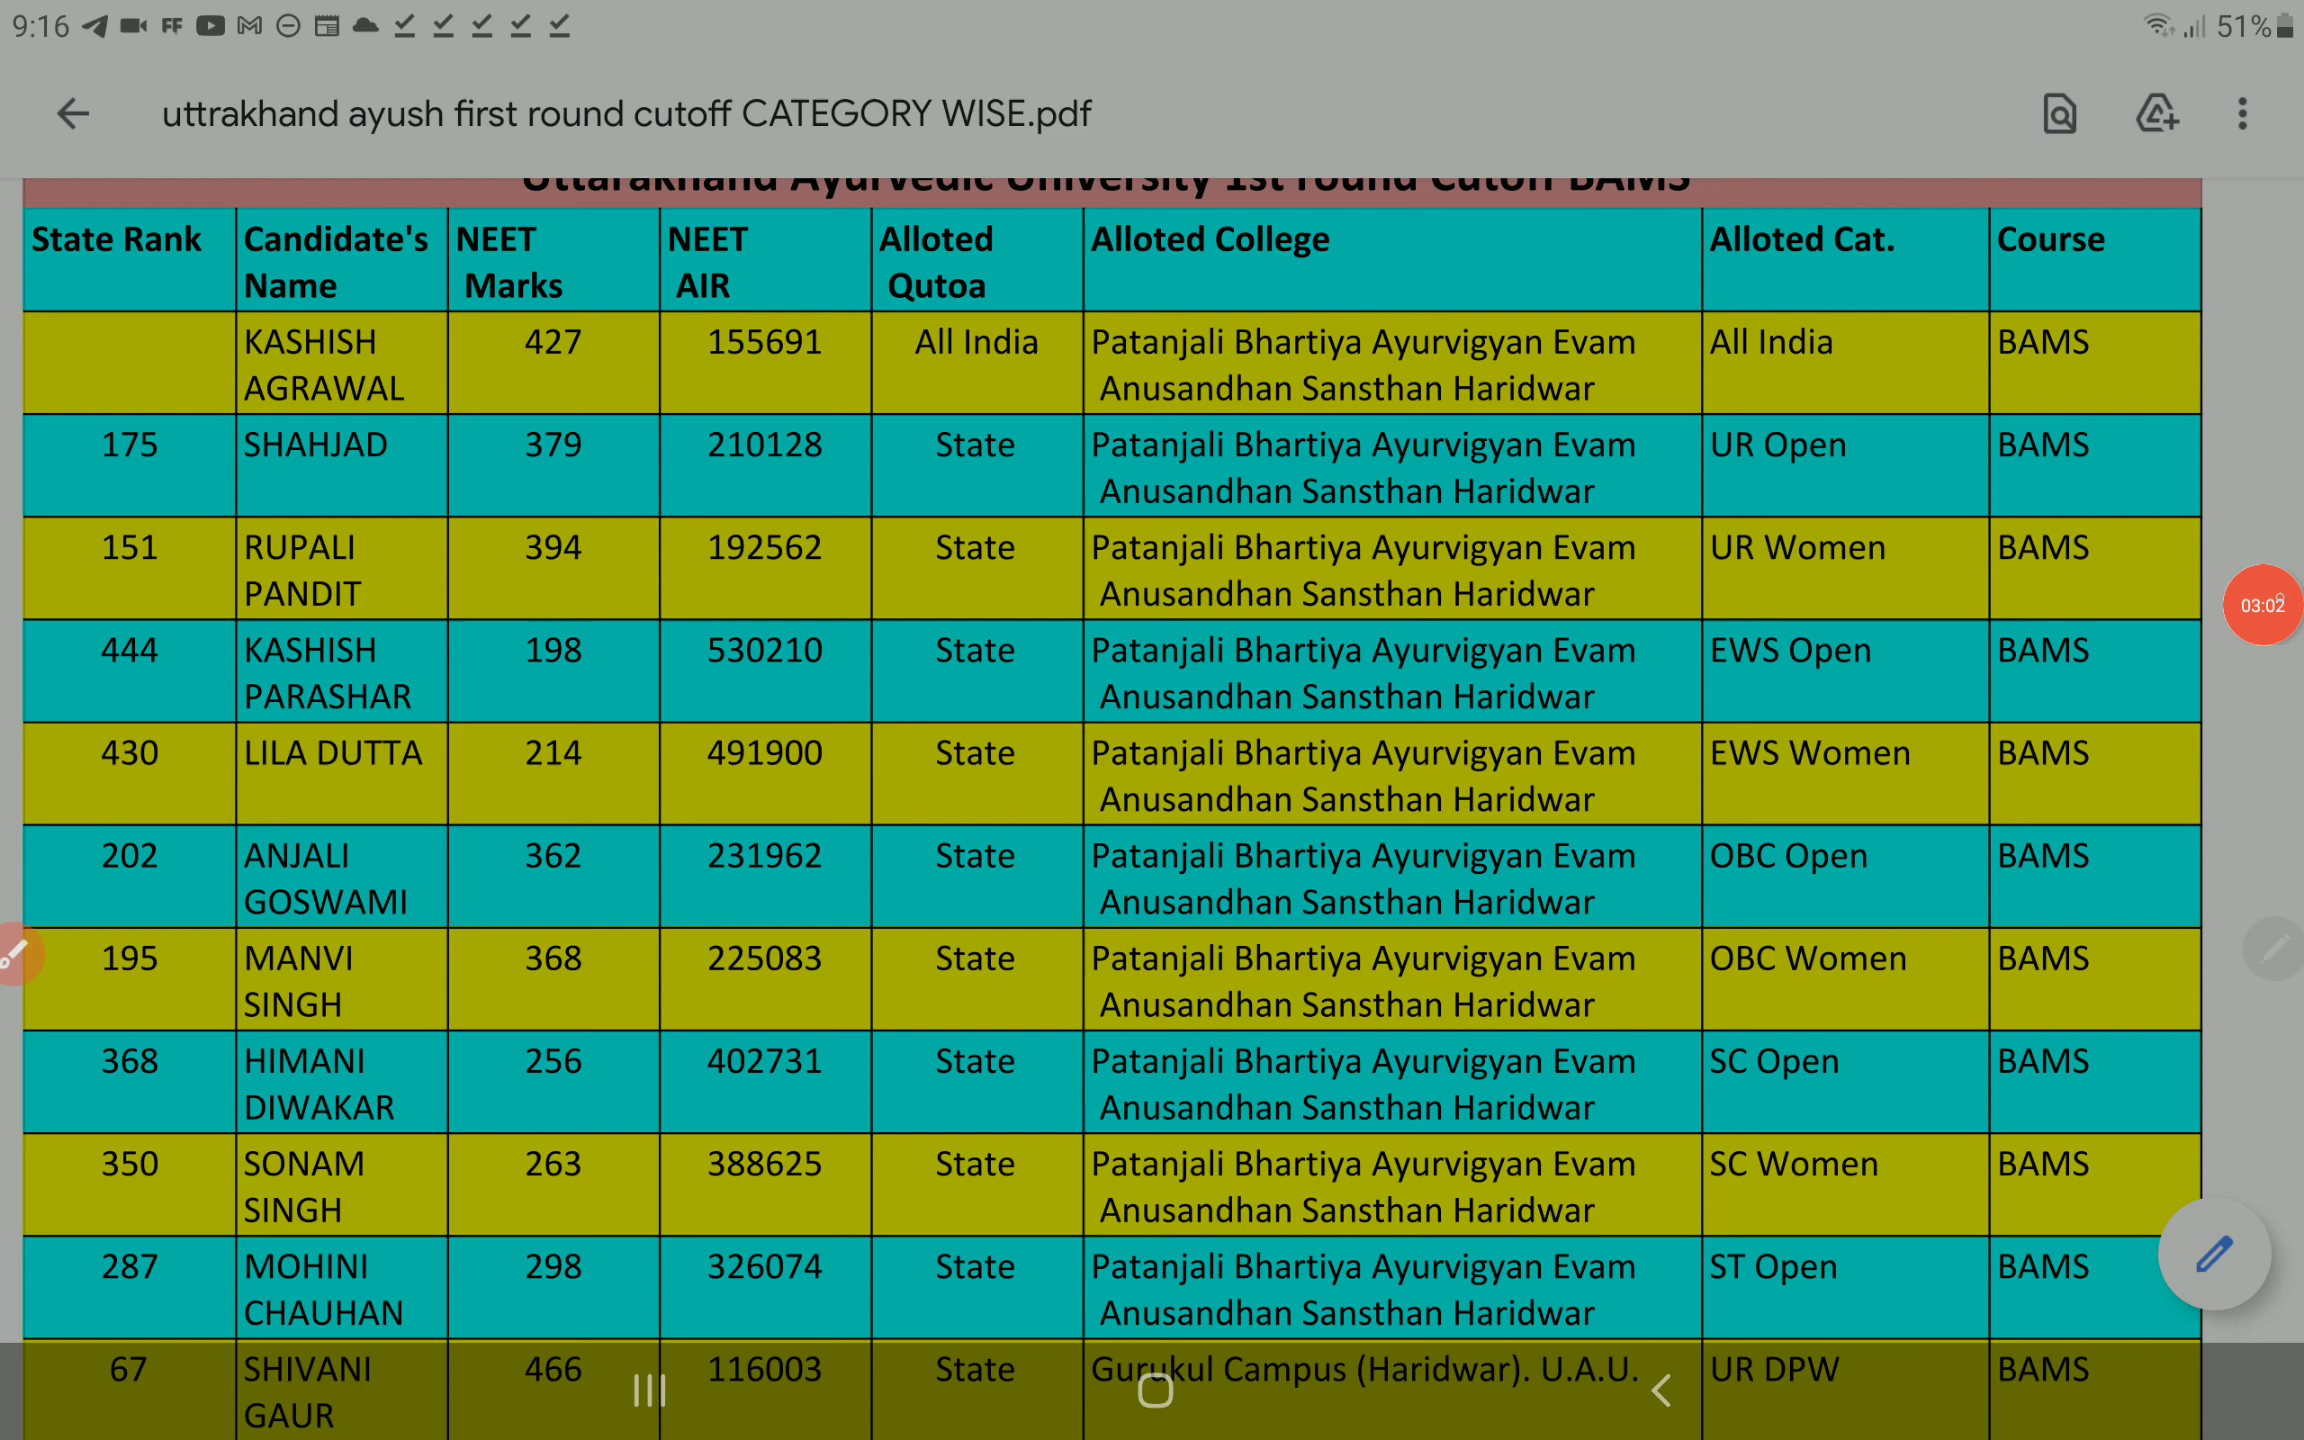 9:16 FF 51%
uttrakhand ayush first round cutoff CATEGORY WISE.pdf
Uttarakhand Ayurvedic University 1st round Cutoff BAMS
State Rank Candidate's Name NEET Marks NEET AIR Alloted Qutoa Alloted College Alloted Cat. Course
KASHISH AGRAWAL 427 155691 All India Patanjali Bhartiya Ayurvigyan Evam Anusandhan Sansthan Haridwar All India BAMS
175 SHAHJAD 379 210128 State Patanjali Bhartiya Ayurvigyan Evam Anusandhan Sansthan Haridwar UR Open BAMS
151 RUPALI PANDIT 394 192562 State Patanjali Bhartiya Ayurvigyan Evam Anusandhan Sansthan Haridwar UR Women BAMS
03:02
444 KASHISH PARASHAR 198 530210 State Patanjali Bhartiya Ayurvigyan Evam Anusandhan Sansthan Haridwar EWS Open BAMS
430 LILA DUTTA 214 491900 State Patanjali Bhartiya Ayurvigyan Evam Anusandhan Sansthan Haridwar EWS Women BAMS
202 ANJALI GOSWAMI 362 231962 State Patanjali Bhartiya Ayurvigyan Evam Anusandhan Sansthan Haridwar OBC Open BAMS
195 MANVI SINGH 368 225083 State Patanjali Bhartiya Ayurvigyan Evam Anusandhan Sansthan Haridwar OBC Women BAMS
368 HIMANI DIWAKAR 256 402731 State Patanjali Bhartiya Ayurvigyan Evam Anusandhan Sansthan Haridwar SC Open BAMS
350 SONAM SINGH 263 388625 State Patanjali Bhartiya Ayurvigyan Evam Anusandhan Sansthan Haridwar SC Women BAMS
287 MOHINI CHAUHAN 298 326074 State Patanjali Bhartiya Ayurvigyan Evam Anusandhan Sansthan Haridwar ST Open BAMS
67 SHIVANI GAUR 466 116003 State Gurukul Campus (Haridwar). U.A.U. UR DPW BAMS